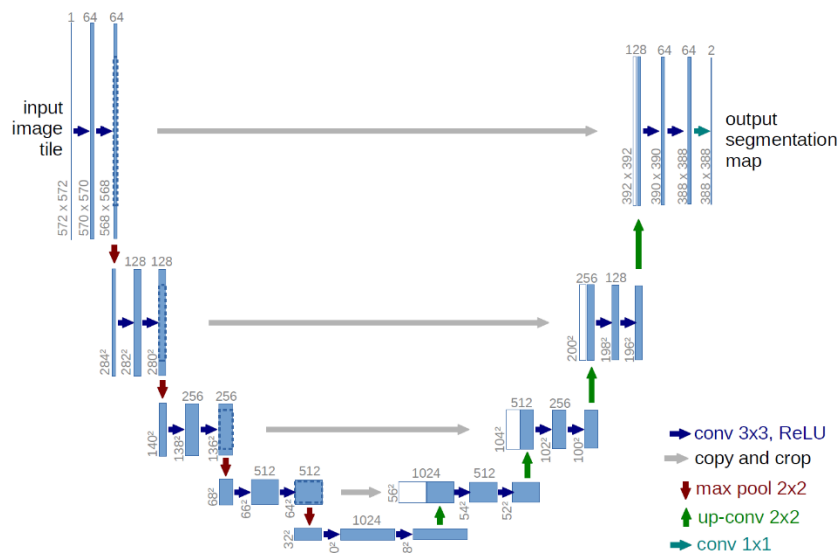 1 64 64
input
image
tile
572 x 572
570 x 570
568 x 568
128 64 64 2
output
segmentation
map
392 x 392
390 x 390
388 x 388
388 x 388
128 128
284²
282²
280²
256 128
200²
198²
196²
256 256
140²
138²
136²
512 256
104²
102²
100²
512 512
68²
66²
64²
1024 512
56²
54²
52²
1024
32²
0²
8²
conv 3x3, ReLU
copy and crop
max pool 2x2
up-conv 2x2
conv 1x1